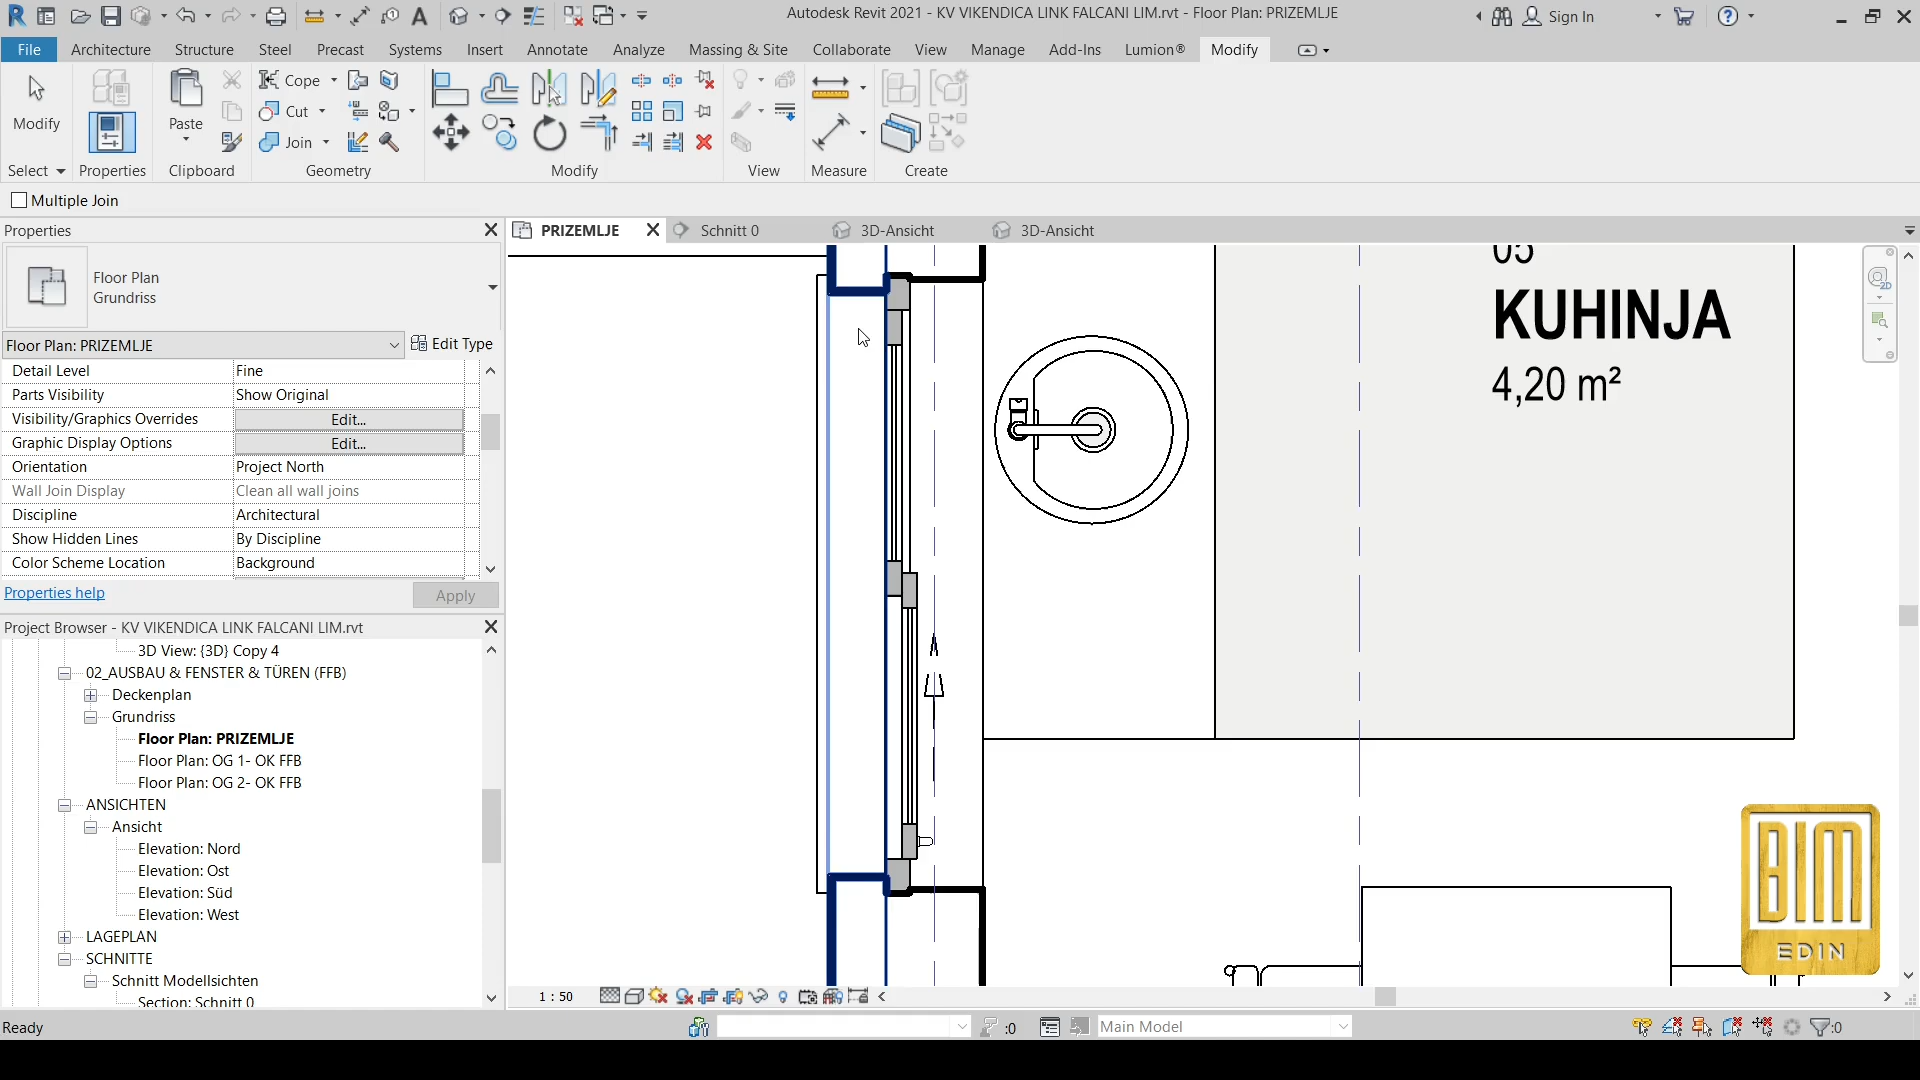 Autodesk Revit 2021 - KV VIKENDICA LINK FALCANI LIM.rvt - Floor Plan: PRIZEMLJE
Sign In
File Architecture Structure Steel Precast Systems Insert Annotate Analyze Massing & Site Collaborate View Manage Add-Ins Lumion® Modify
Modify
Paste
Cope
Cut
Join
Select Properties Clipboard Geometry Modify View Measure Create
Multiple Join
Properties
PRIZEMLJE
Schnitt 0
3D-Ansicht
3D-Ansicht
Floor Plan
Grundriss
Floor Plan: PRIZEMLJE
Edit Type
Detail Level Fine
Parts Visibility Show Original
Visibility/Graphics Overrides Edit...
Graphic Display Options Edit...
Orientation Project North
Wall Join Display Clean all wall joins
Discipline Architectural
Show Hidden Lines By Discipline
Color Scheme Location Background
Properties help
Apply
Project Browser - KV VIKENDICA LINK FALCANI LIM.rvt
3D View: {3D} Copy 4
02_AUSBAU & FENSTER & TÜREN (FFB)
Deckenplan
Grundriss
Floor Plan: PRIZEMLJE
Floor Plan: OG 1- OK FFB
Floor Plan: OG 2- OK FFB
ANSICHTEN
Ansicht
Elevation: Nord
Elevation: Ost
Elevation: Süd
Elevation: West
LAGEPLAN
SCHNITTE
Schnitt Modellsichten
Section: Schnitt 0
05
KUHINJA
4,20 m²
2D
BIM
EDIN
1 : 50
Ready
:0
Main Model
:0